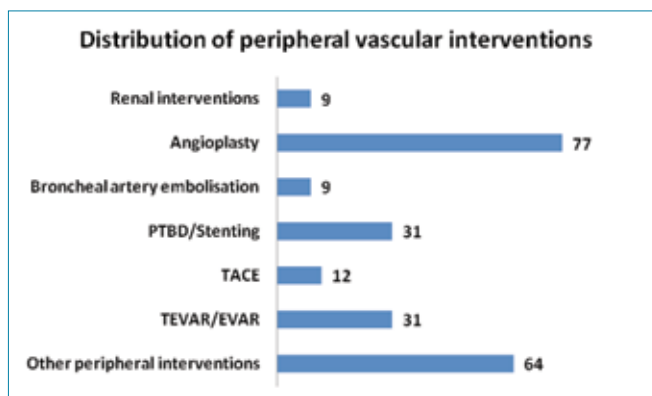 Distribution of peripheral vascular interventions
Renal interventions 9
Angioplasty 77
Broncheal artery embolisation 9
PTBD/Stenting 31
TACE 12
TEVAR/EVAR 31
Other peripheral interventions 64